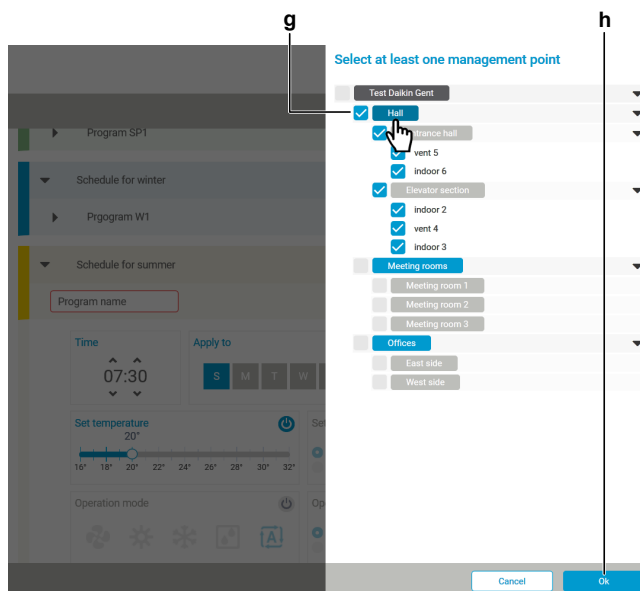 g
h
Select at least one management point
Test Daikin Gent
Hall
Program SP1
ntrance hall
vent 5
indoor 6
Schedule for winter
Elevator section
Prgogram W1
indoor 2
vent 4
indoor 3
Schedule for summer
Meeting rooms
Program name
Meeting room 1
Meeting room 2
Meeting room 3
Time
Apply to
Offices
East side
07:30
S M T W
West side
Set temperature
Set
20°
16° 18° 20° 22° 24° 26° 28° 30° 32°
Operation mode
Op
A
Cancel
Ok